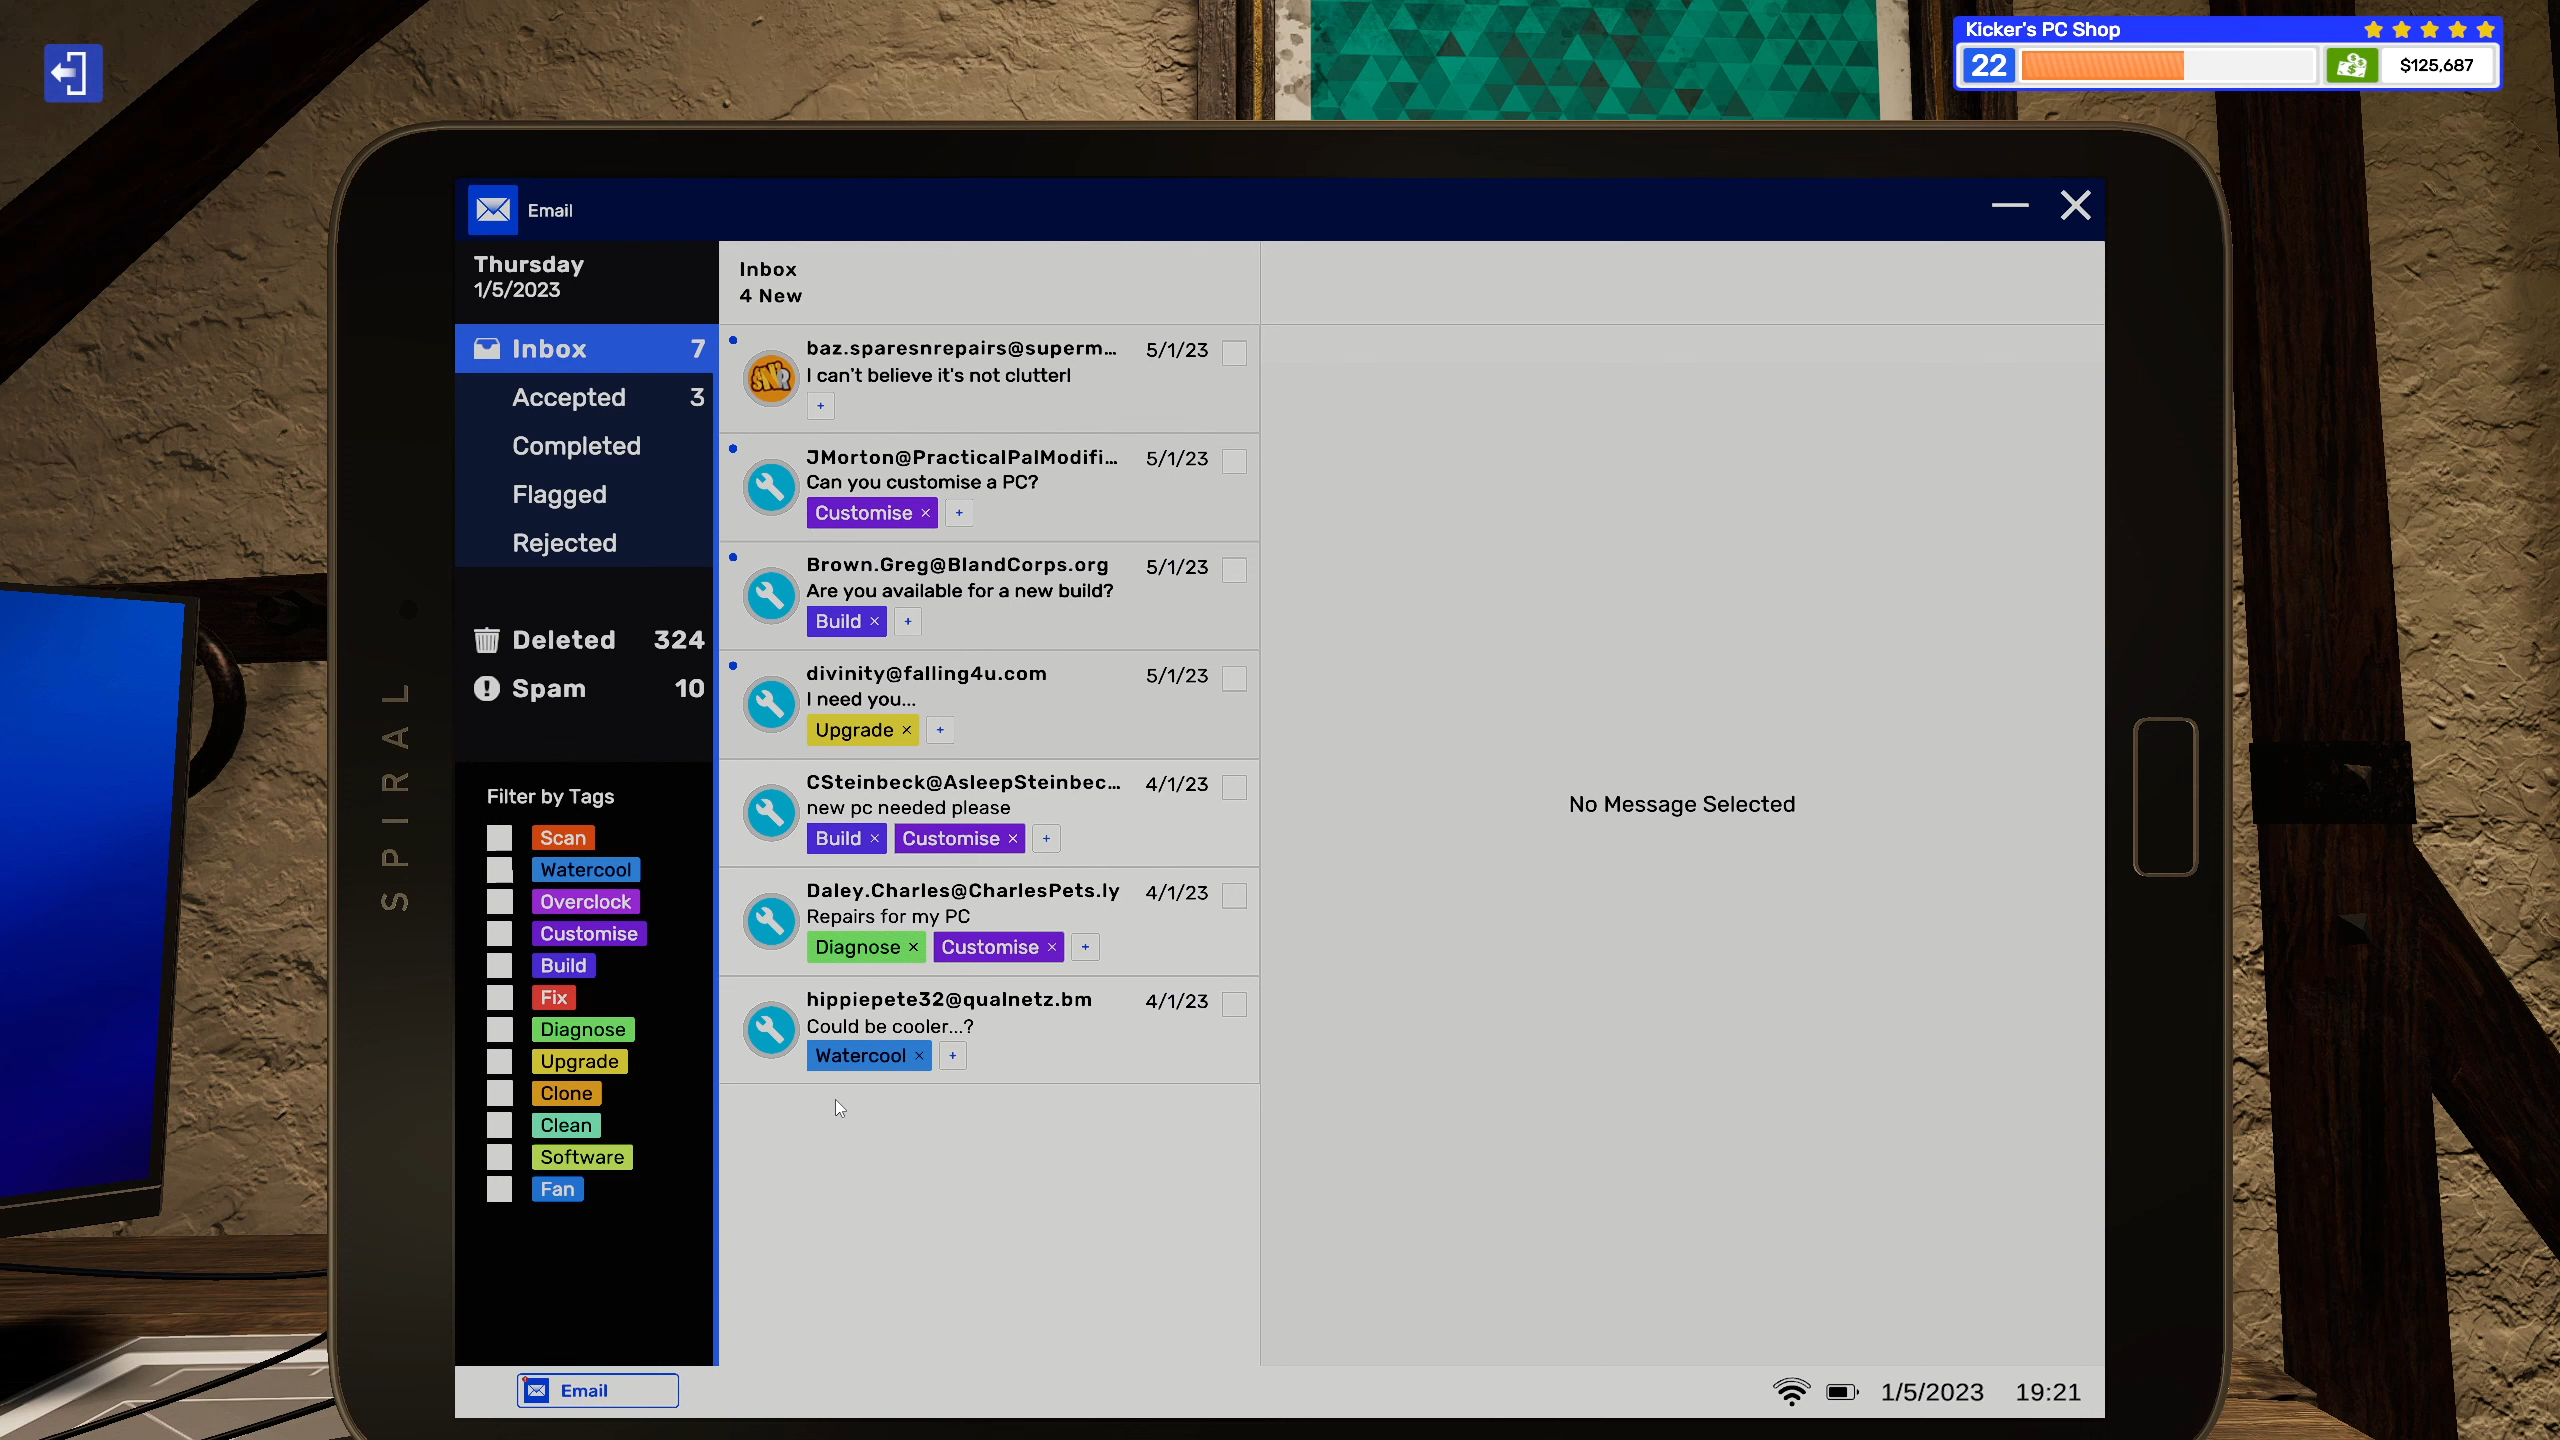 Kicker's PC Shop
22
$125,687
Email
Thursday
1/5/2023
Inbox 7
Accepted 3
Completed
Flagged
Rejected
Deleted 324
Spam 10
Filter by Tags
Scan
Watercool
Overclock
Customise
Build
Fix
Diagnose
Upgrade
Clone
Clean
Software
Fan
Inbox
4 New
SNR
baz.sparesnrepairs@superm... 5/1/23
I can't believe it's not clutter!
+
JMorton@PracticalPalModifi... 5/1/23
Can you customise a PC?
Customise × +
Brown.Greg@BlandCorps.org 5/1/23
Are you available for a new build?
Build × +
divinity@falling4u.com 5/1/23
I need you...
Upgrade × +
CSteinbeck@AsleepSteinbec... 4/1/23
new pc needed please
Build × Customise × +
Daley.Charles@CharlesPets.ly 4/1/23
Repairs for my PC
Diagnose × Customise × +
hippiepete32@qualnetz.bm 4/1/23
Could be cooler...?
Watercool × +
No Message Selected
SPIRAL
Email
1/5/2023 19:21